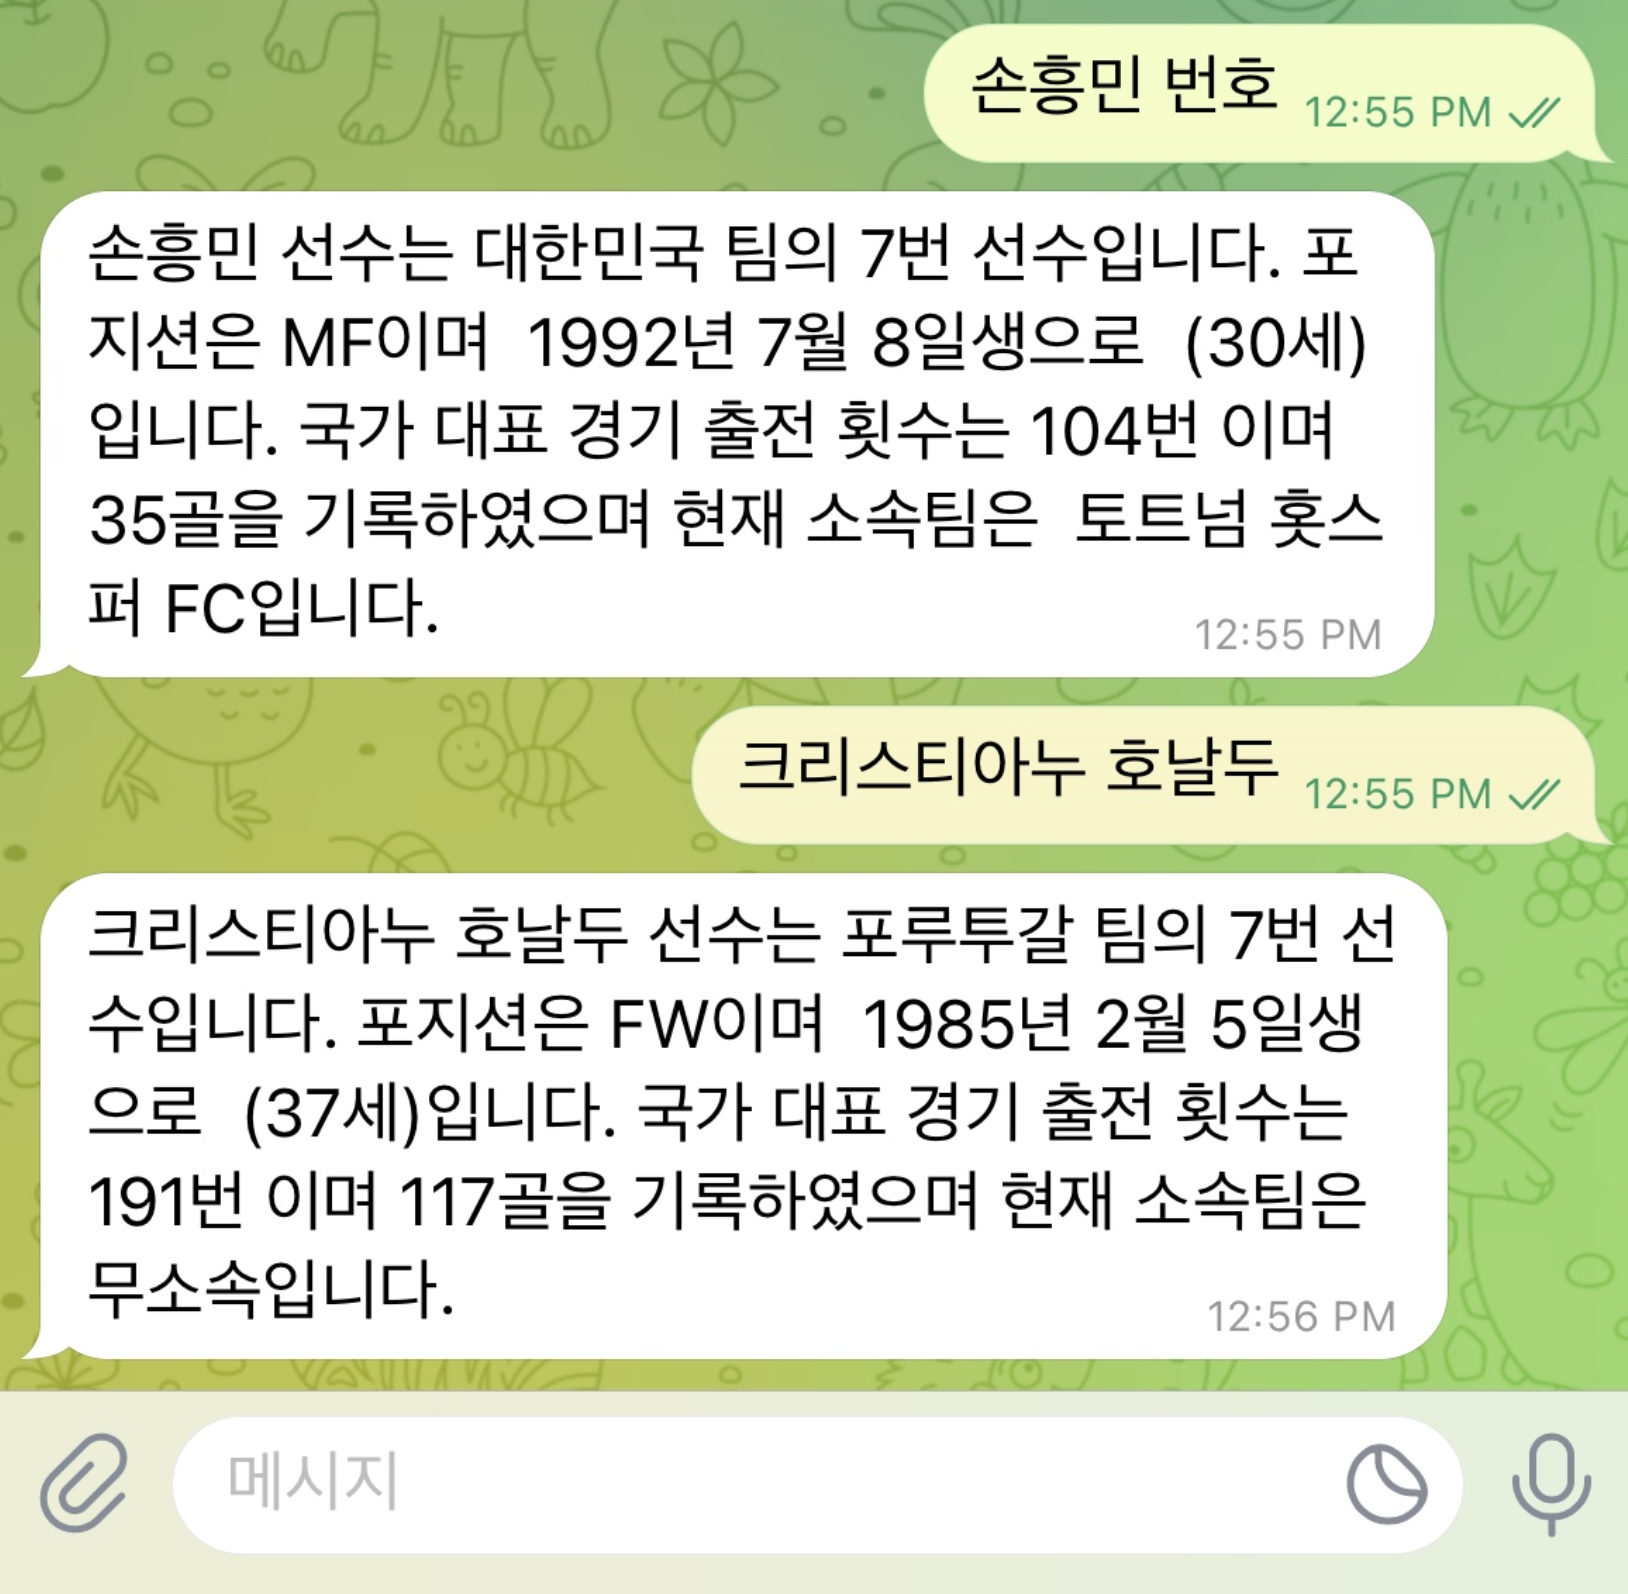 손흥민 번호 12:55 PM
손흥민 선수는 대한민국 팀의 7번 선수입니다. 포
지션은 MF이며  1992년 7월 8일생으로  (30세)
입니다. 국가 대표 경기 출전 횟수는 104번 이며
35골을 기록하였으며 현재 소속팀은  토트넘 홋스
퍼 FC입니다.
12:55 PM
크리스티아누 호날두 12:55 PM
크리스티아누 호날두 선수는 포루투갈 팀의 7번 선
수입니다. 포지션은 FW이며  1985년 2월 5일생
으로  (37세)입니다. 국가 대표 경기 출전 횟수는
191번 이며 117골을 기록하였으며 현재 소속팀은
무소속입니다.
12:56 PM
메시지